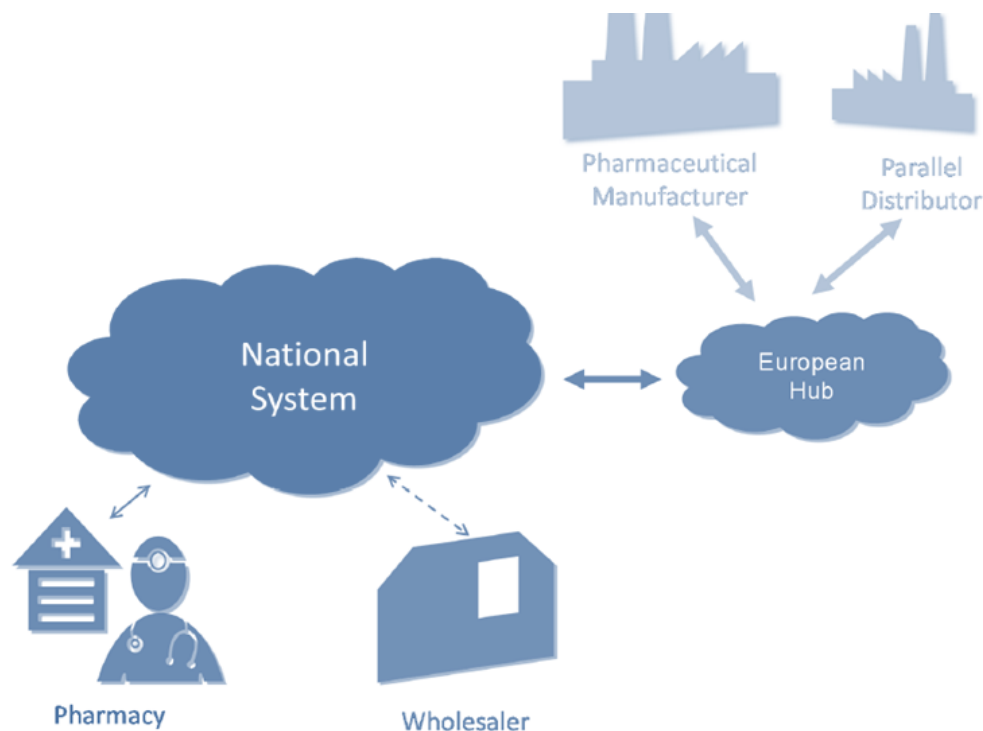 Pharmaceutical
Manufacturer
Parallel
Distributor
National
System
European
Hub
Pharmacy
Wholesaler